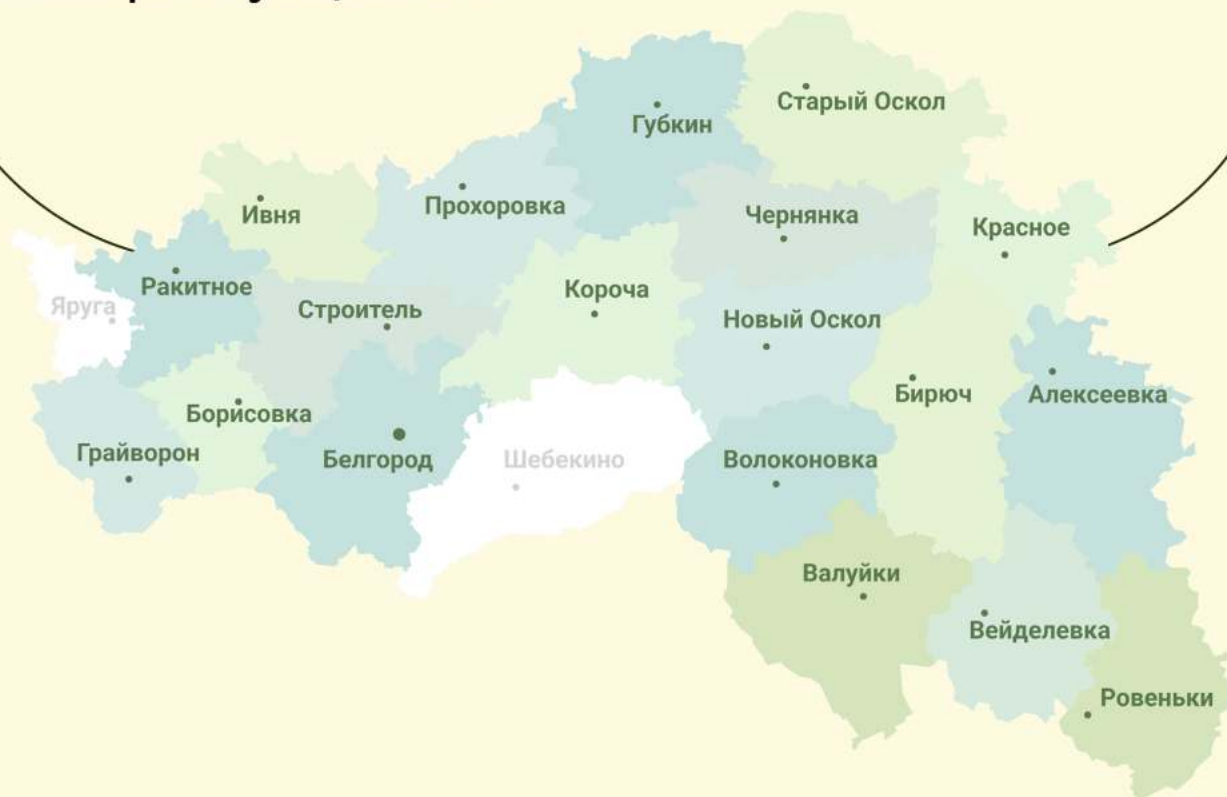 Старый Оскол
Губкин
Прохоровка
Ивня
Чернянка
Красное
Ракитное
Яруга
Строитель
Короча
Новый Оскол
Бирюч
Алексеевка
Борисовка
Грайворон
Белгород
Шебекино
Волоконовка
Валуйки
Вейделевка
Ровеньки